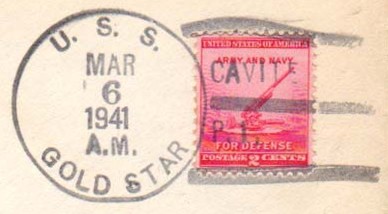 U. S. S.
MAR
6
1941
A.M.
GOLD STAR
UNITED STATES OF AMERICA
ARMY AND NAVY
CAVITE
P.I.
FOR DEFENSE
POSTAGE 2 CENTS